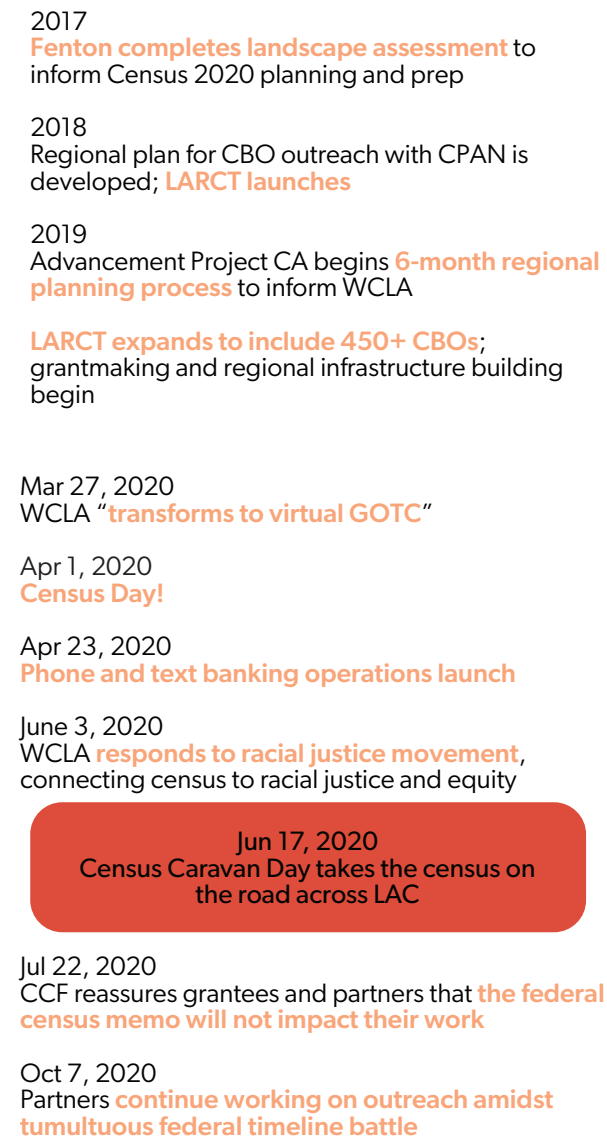 2017
Fenton completes landscape assessment to
inform Census 2020 planning and prep
2018
Regional plan for CBO outreach with CPAN is
developed; LARCT launches
2019
Advancement Project CA begins 6-month regional
planning process to inform WCLA
LARCT expands to include 450+ CBOs;
grantmaking and regional infrastructure building
begin
Mar 27, 2020
WCLA “transforms to virtual GOTC”
Apr 1, 2020
Census Day!
Apr 23, 2020
Phone and text banking operations launch
June 3, 2020
WCLA responds to racial justice movement,
connecting census to racial justice and equity
Jun 17, 2020
Census Caravan Day takes the census on
the road across LAC
Jul 22, 2020
CCF reassures grantees and partners that the federal
census memo will not impact their work
Oct 7, 2020
Partners continue working on outreach amidst
tumultuous federal timeline battle